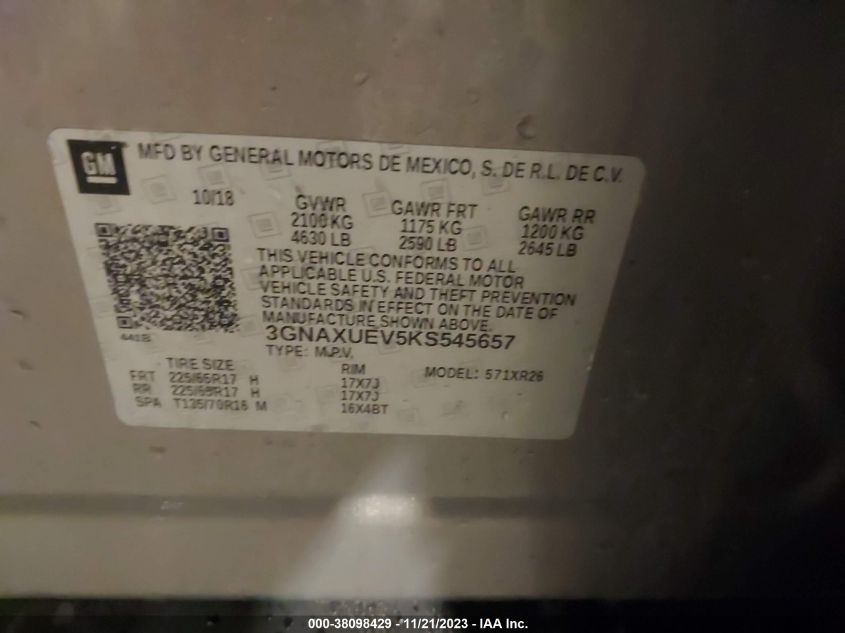 GM MFD BY GENERAL MOTORS DE MEXICO, S. DE R.L. DE C.V.
10/18
GVWR GAWR FRT GAWR RR
2100 KG 1175 KG 1200 KG
4630 LB 2590 LB 2645 LB
THIS VEHICLE CONFORMS TO ALL
APPLICABLE U.S. FEDERAL MOTOR
VEHICLE SAFETY AND THEFT PREVENTION
STANDARDS IN EFFECT ON THE DATE OF
MANUFACTURE SHOWN ABOVE.
3GNAXUEV5KS545657
TYPE: M.P.V. MODEL: 571XR26
TIRE SIZE RIM
FRT 225/65R17 H 17X7J
RR 225/65R17 H 17X7J
SPA T135/70R16 M 16X4BT
000-38098429 - 11/21/2023 - IAA Inc.